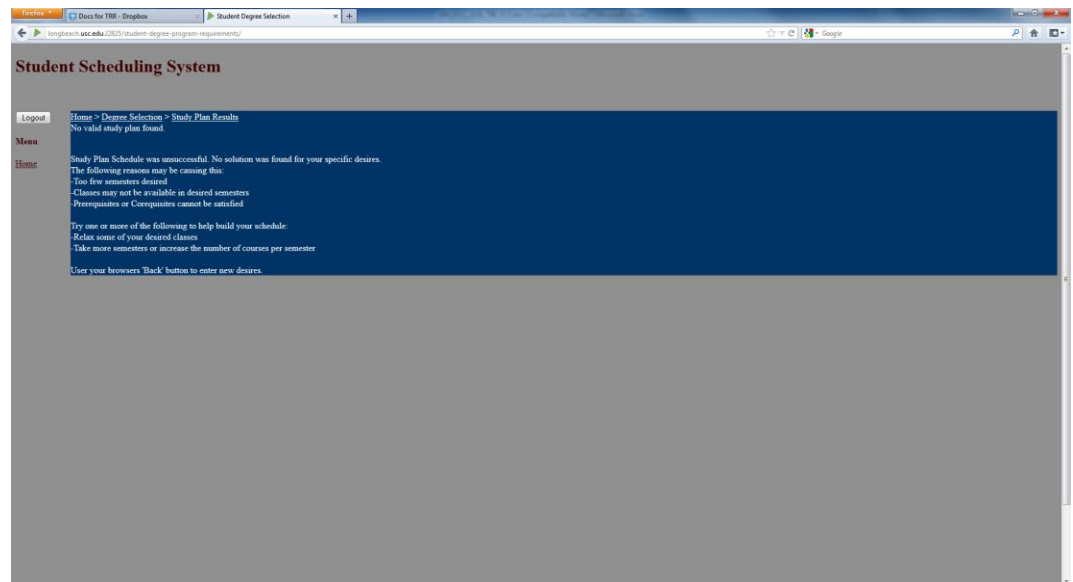 Firefox
Docs for TRR - Dropbox
Student Degree Selection
longbeach.usc.edu:22825/student-degree-program-requirements/
Google
Student Scheduling System
Logout
Menu
Home
Home > Degree Selection > Study Plan Results
No valid study plan found.
Study Plan Schedule was unsuccessful. No solution was found for your specific desires.
The following reasons may be causing this:
-Too few semesters desired
-Classes may not be available in desired semesters
-Prerequisites or Corequisites cannot be satisfied
Try one or more of the following to help build your schedule:
-Relax some of your desired classes
-Take more semesters or increase the number of courses per semester
User your browsers 'Back' button to enter new desires.